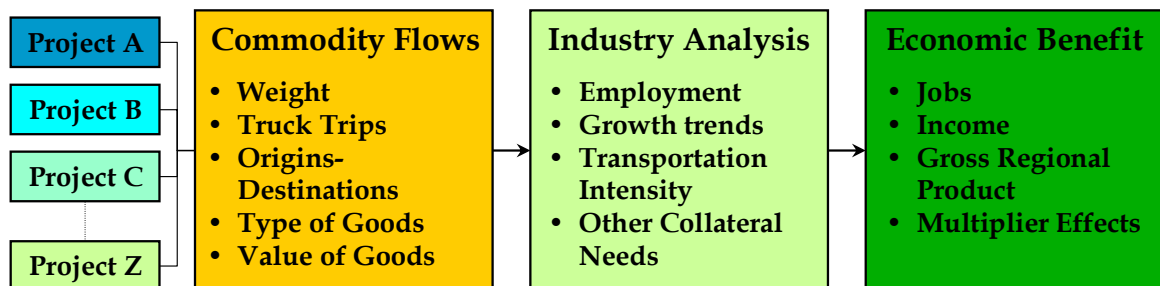 Project A
Project B
Project C
Project Z
Commodity Flows
• Weight
• Truck Trips
• Origins-
Destinations
• Type of Goods
• Value of Goods
Industry Analysis
• Employment
• Growth trends
• Transportation
Intensity
• Other Collateral
Needs
Economic Benefit
• Jobs
• Income
• Gross Regional
Product
• Multiplier Effects